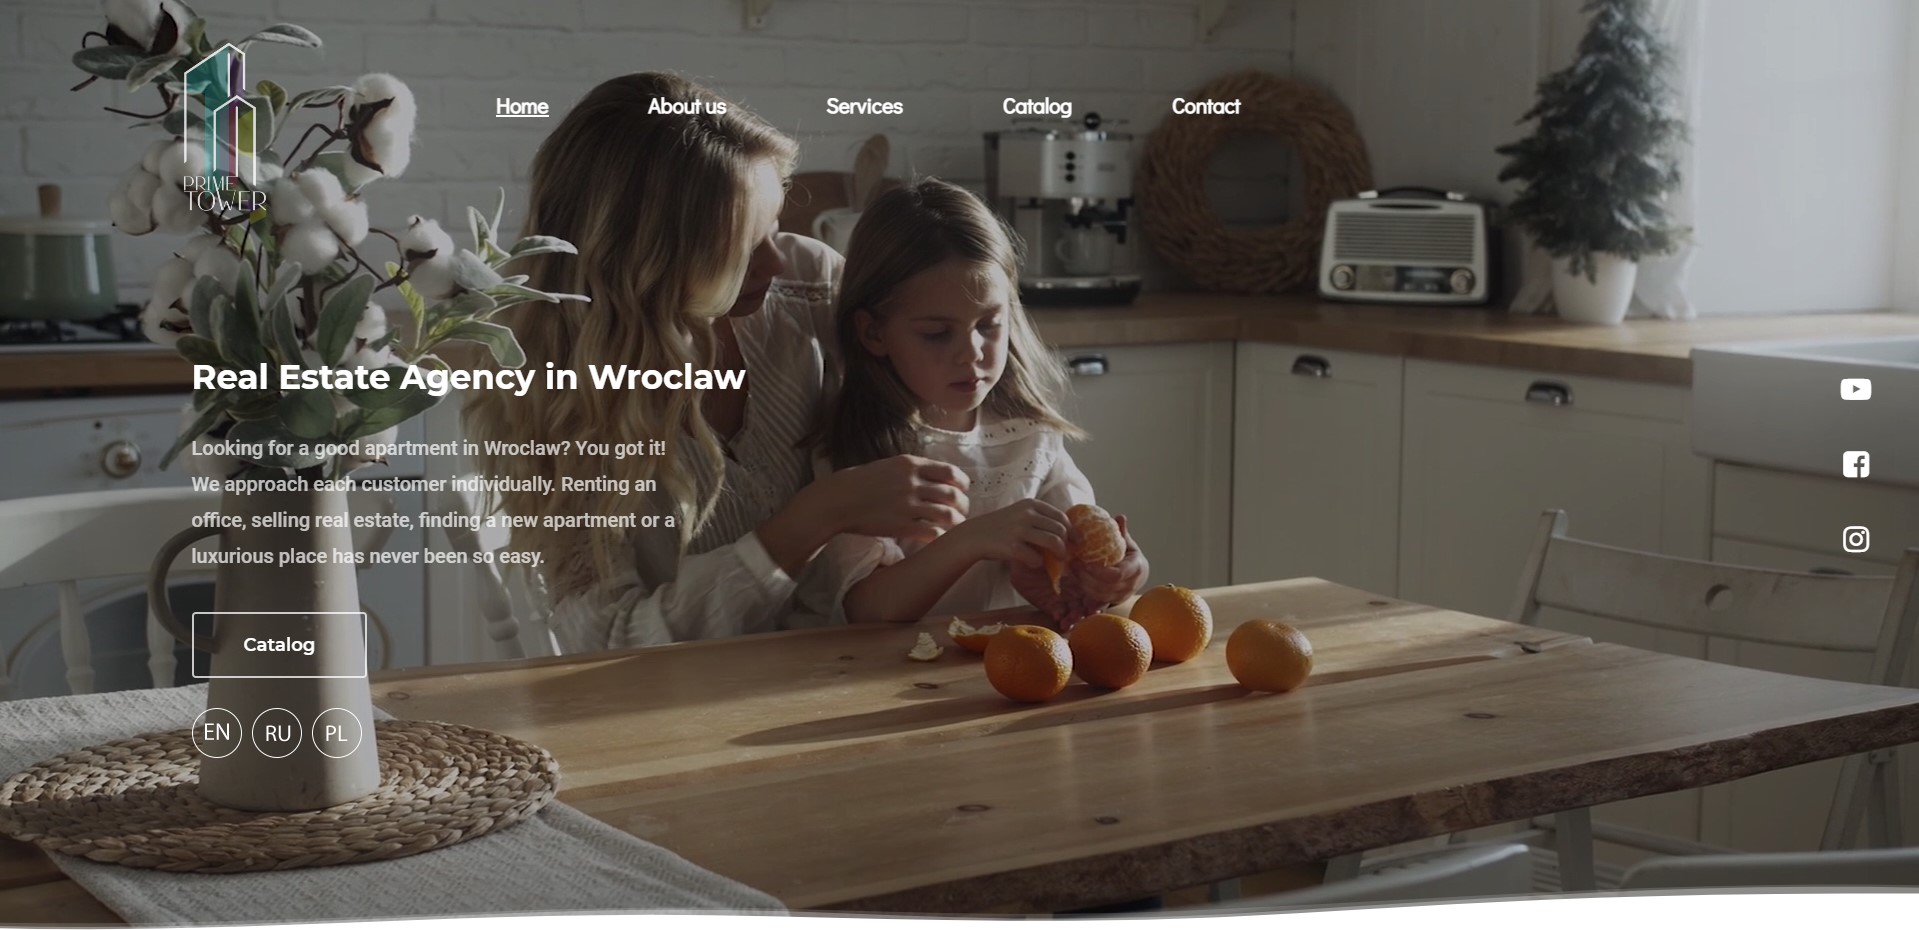 PRIME
TOWER
Home
About us
Services
Catalog
Contact
Real Estate Agency in Wroclaw
Looking for a good apartment in Wroclaw? You got it!
We approach each customer individually. Renting an
office, selling real estate, finding a new apartment or a
luxurious place has never been so easy.
Catalog
EN
RU
PL